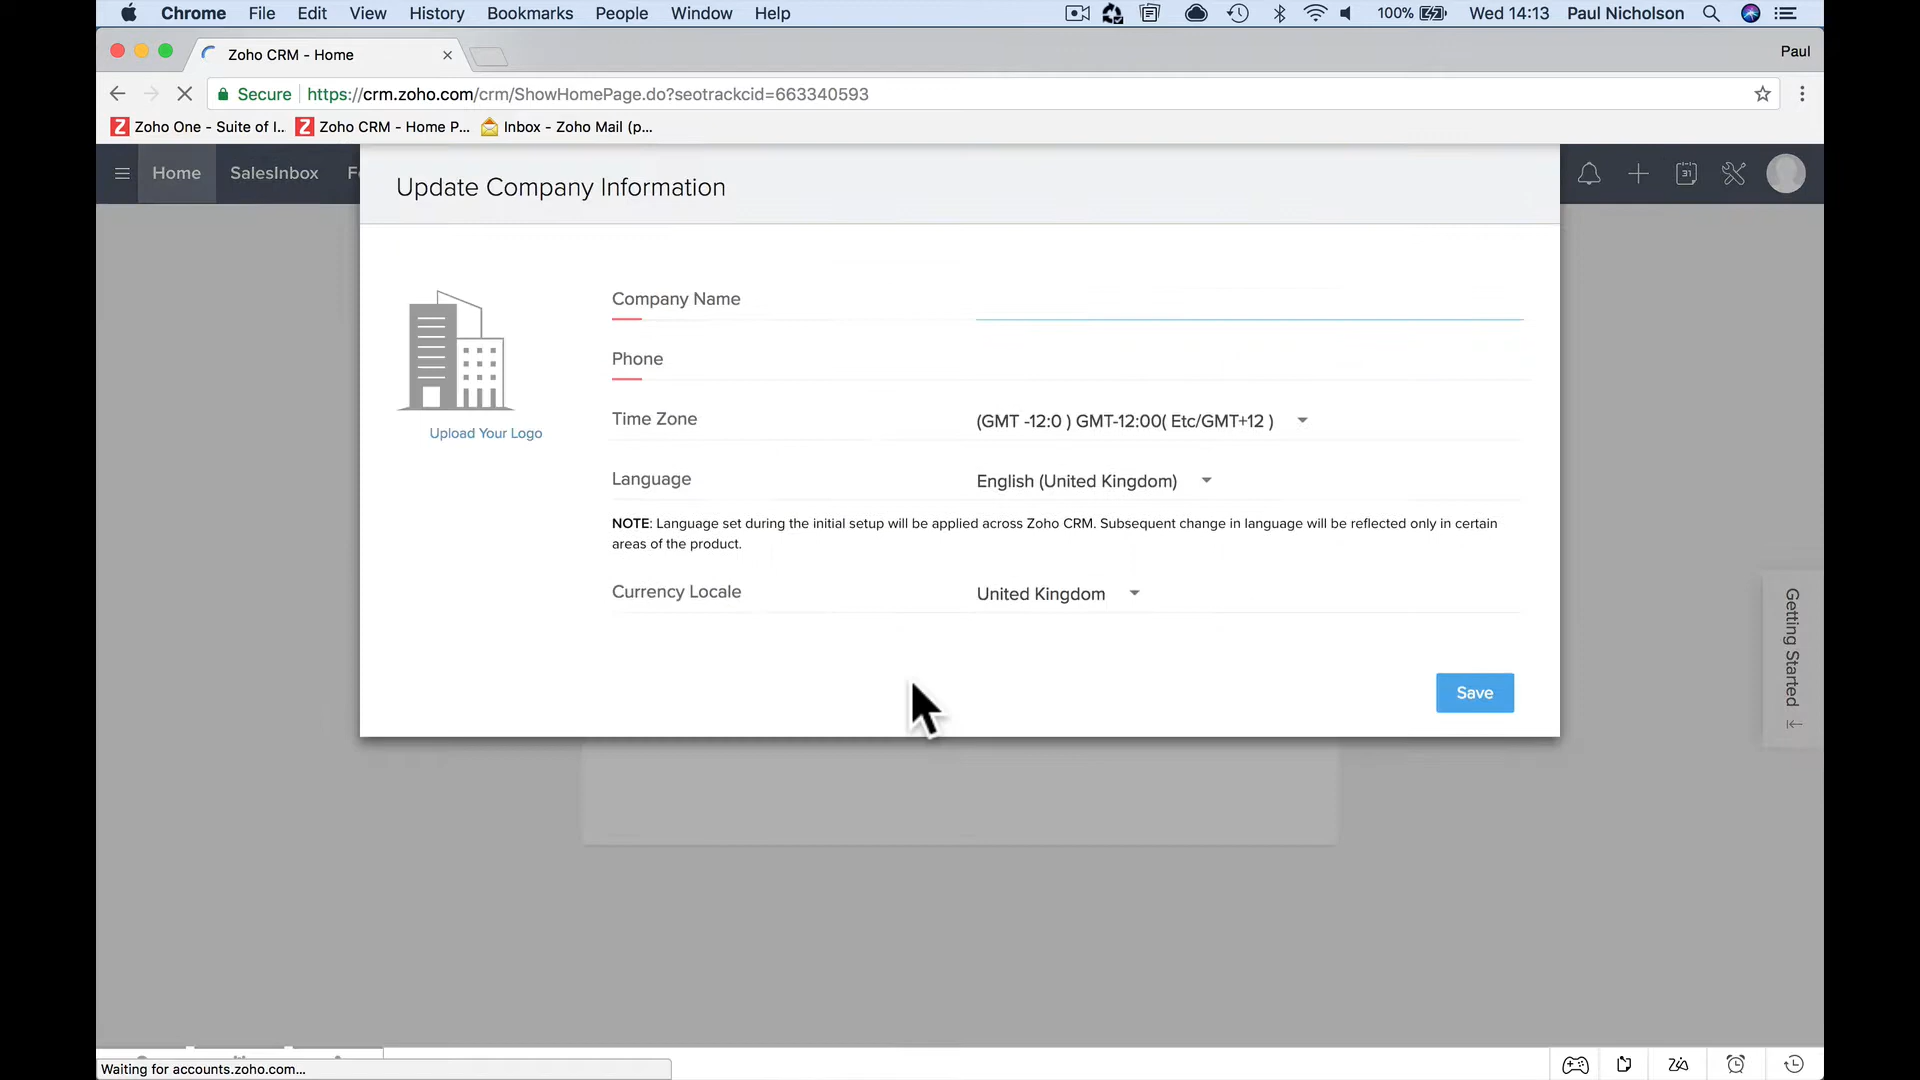 Chrome File Edit View History Bookmarks People Window Help 100% Wed 14:13 Paul Nicholson
Zoho CRM - Home Paul
Secure https://crm.zoho.com/crm/ShowHomePage.do?seotrackcid=663340593
Zoho One - Suite of I... Zoho CRM - Home P... Inbox - Zoho Mail (p...
Home SalesInbox 31
Update Company Information
Company Name
Phone
Time Zone (GMT -12:0 ) GMT-12:00( Etc/GMT+12 )
Upload Your Logo
Language English (United Kingdom)
NOTE: Language set during the initial setup will be applied across Zoho CRM. Subsequent change in language will be reflected only in certain
areas of the product.
Currency Locale United Kingdom
Getting Started
Save
Waiting for accounts.zoho.com...